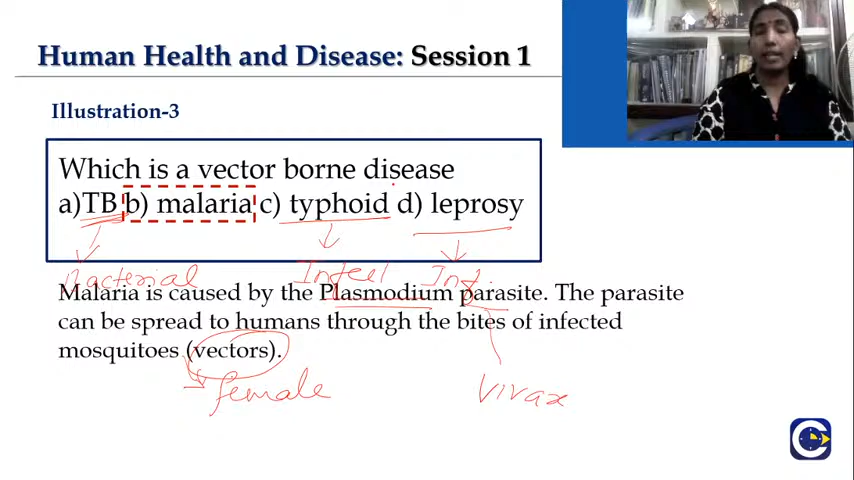 Human Health and Disease: Session 1
Illustration-3
Which is a vector borne disease
a)TB b) malaria c) typhoid d) leprosy
Bacterial Infect Inf.
Malaria is caused by the Plasmodium parasite. The parasite
can be spread to humans through the bites of infected
mosquitoes (vectors).
female vivax